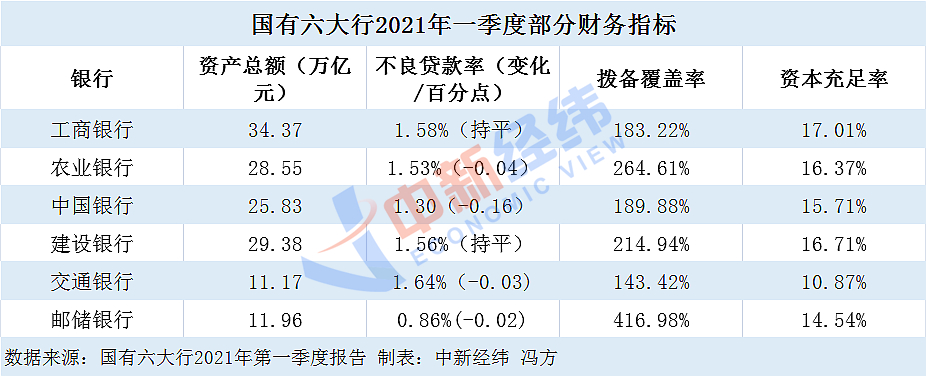 国有六大行2021年一季度部分财务指标
银行 资产总额（万亿元） 不良贷款率（变化/百分点） 拨备覆盖率 资本充足率
工商银行 34.37 1.58%（持平） 183.22% 17.01%
农业银行 28.55 1.53%（-0.04） 264.61% 16.37%
中国银行 25.83 1.30（-0.16） 189.88% 15.71%
建设银行 29.38 1.56%（持平） 214.94% 16.71%
交通银行 11.17 1.64%（-0.03） 143.42% 10.87%
邮储银行 11.96 0.86%(-0.02) 416.98% 14.54%
数据来源：国有六大行2021年第一季度报告 制表：中新经纬 冯方
中新经纬
ECONOMIC VIEW